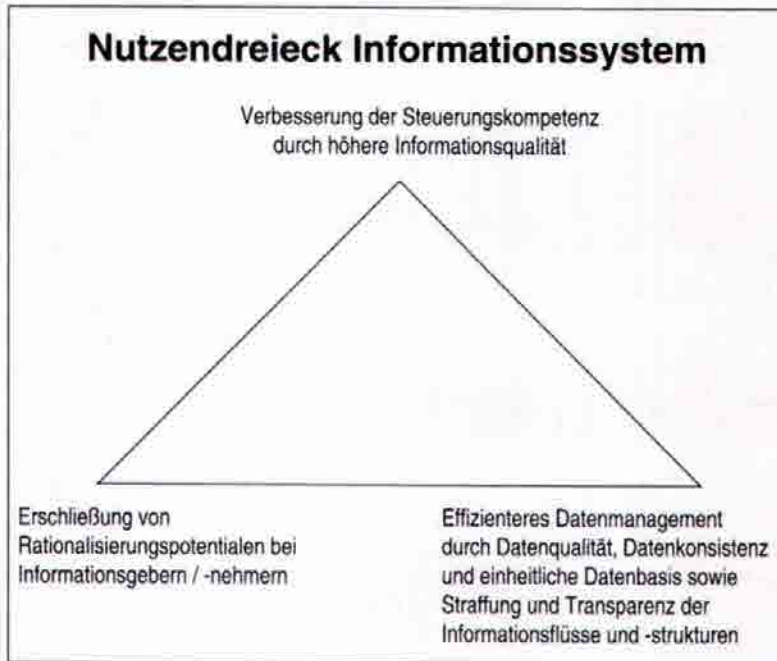 Nutzendreieck Informationssystem
Verbesserung der Steuerungskompetenz
durch höhere Informationsqualität
Erschließung von
Rationalisierungspotentialen bei
Informationsgebern / -nehmern
Effizienteres Datenmanagement
durch Datenqualität, Datenkonsistenz
und einheitliche Datenbasis sowie
Straffung und Transparenz der
Informationsflüsse und -strukturen